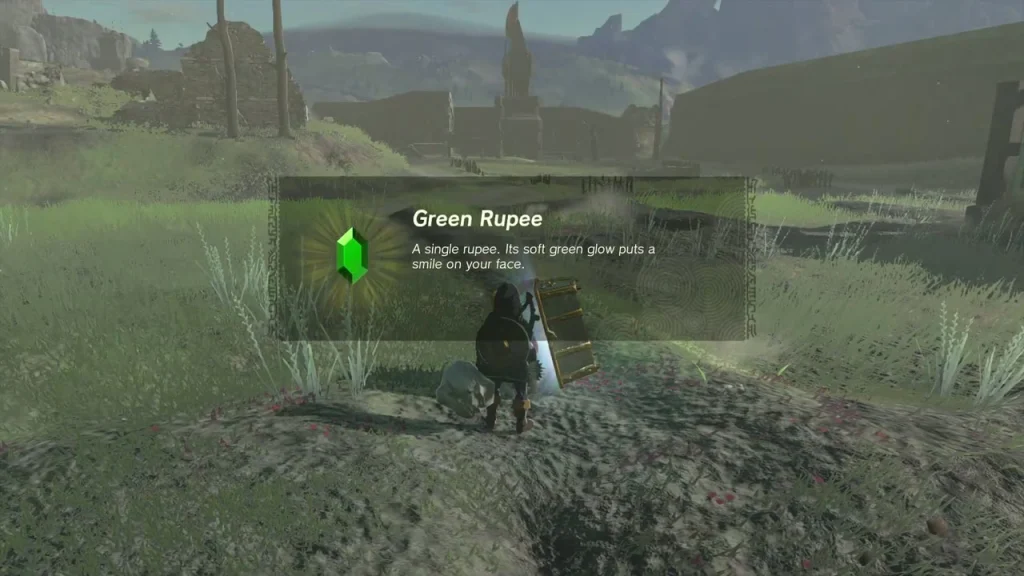 Green Rupee
A single rupee. Its soft green glow puts a
smile on your face.